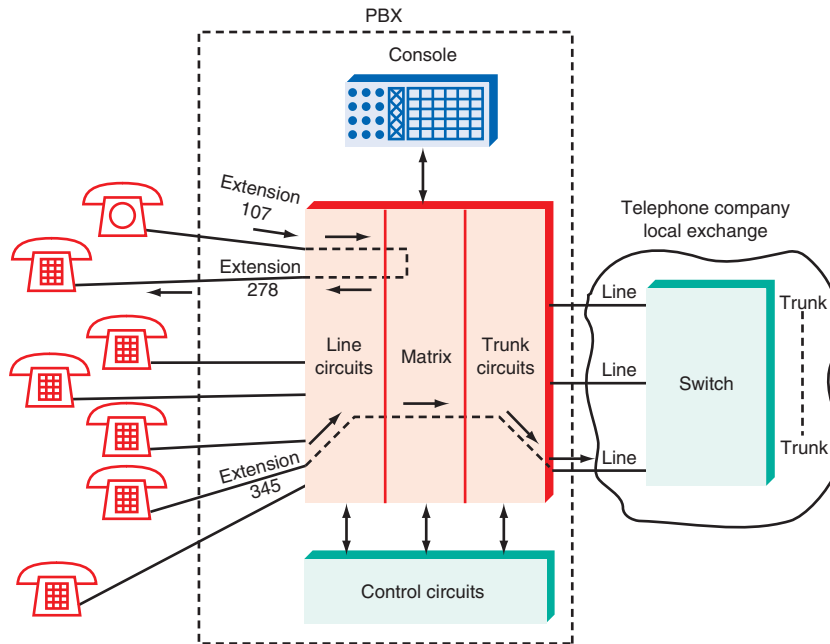 PBX
Console
Extension
107
Extension
278
Telephone company
local exchange
Line
Trunk
Line
circuits
Matrix
Trunk
circuits
Line
Switch
Extension
345
Line
Trunk
Control circuits